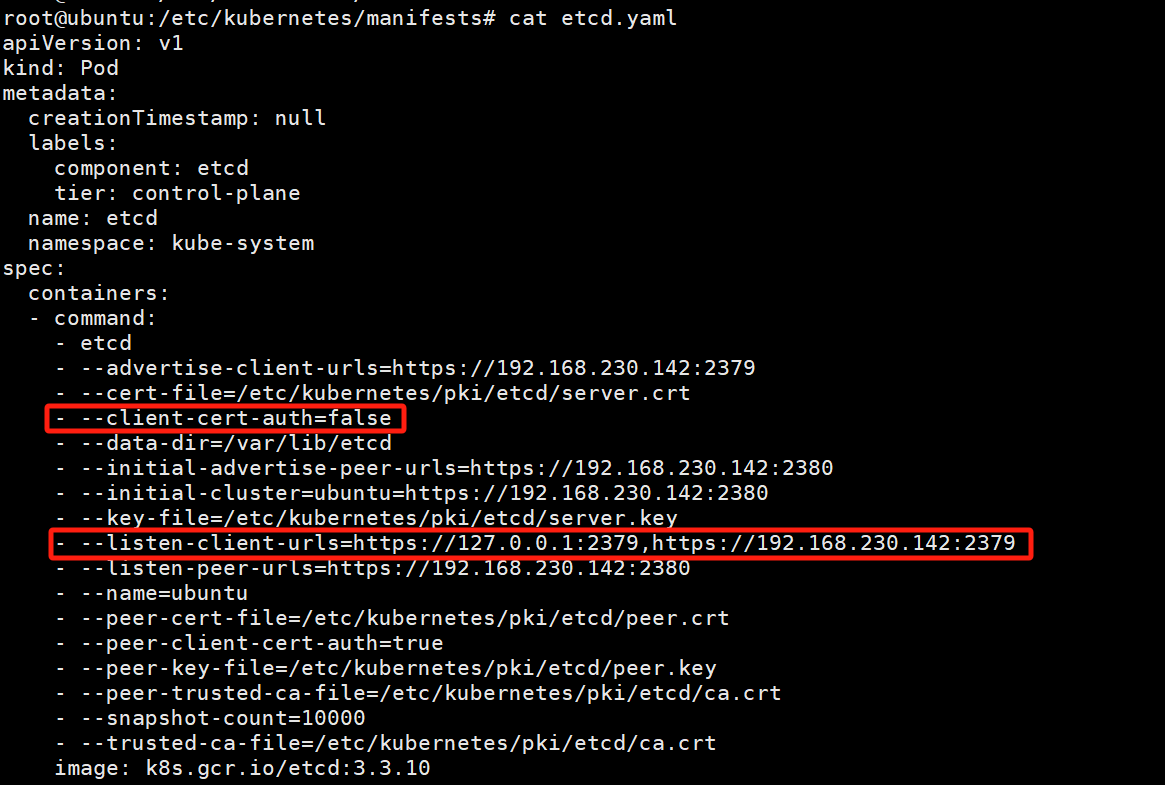 root@ubuntu:/etc/kubernetes/manifests# cat etcd.yaml
apiVersion: v1
kind: Pod
metadata:
  creationTimestamp: null
  labels:
    component: etcd
    tier: control-plane
  name: etcd
  namespace: kube-system
spec:
  containers:
  - command:
    - etcd
    - --advertise-client-urls=https://192.168.230.142:2379
    - --cert-file=/etc/kubernetes/pki/etcd/server.crt
    - --client-cert-auth=false
    - --data-dir=/var/lib/etcd
    - --initial-advertise-peer-urls=https://192.168.230.142:2380
    - --initial-cluster=ubuntu=https://192.168.230.142:2380
    - --key-file=/etc/kubernetes/pki/etcd/server.key
    - --listen-client-urls=https://127.0.0.1:2379,https://192.168.230.142:2379
    - --listen-peer-urls=https://192.168.230.142:2380
    - --name=ubuntu
    - --peer-cert-file=/etc/kubernetes/pki/etcd/peer.crt
    - --peer-client-cert-auth=true
    - --peer-key-file=/etc/kubernetes/pki/etcd/peer.key
    - --peer-trusted-ca-file=/etc/kubernetes/pki/etcd/ca.crt
    - --snapshot-count=10000
    - --trusted-ca-file=/etc/kubernetes/pki/etcd/ca.crt
    image: k8s.gcr.io/etcd:3.3.10